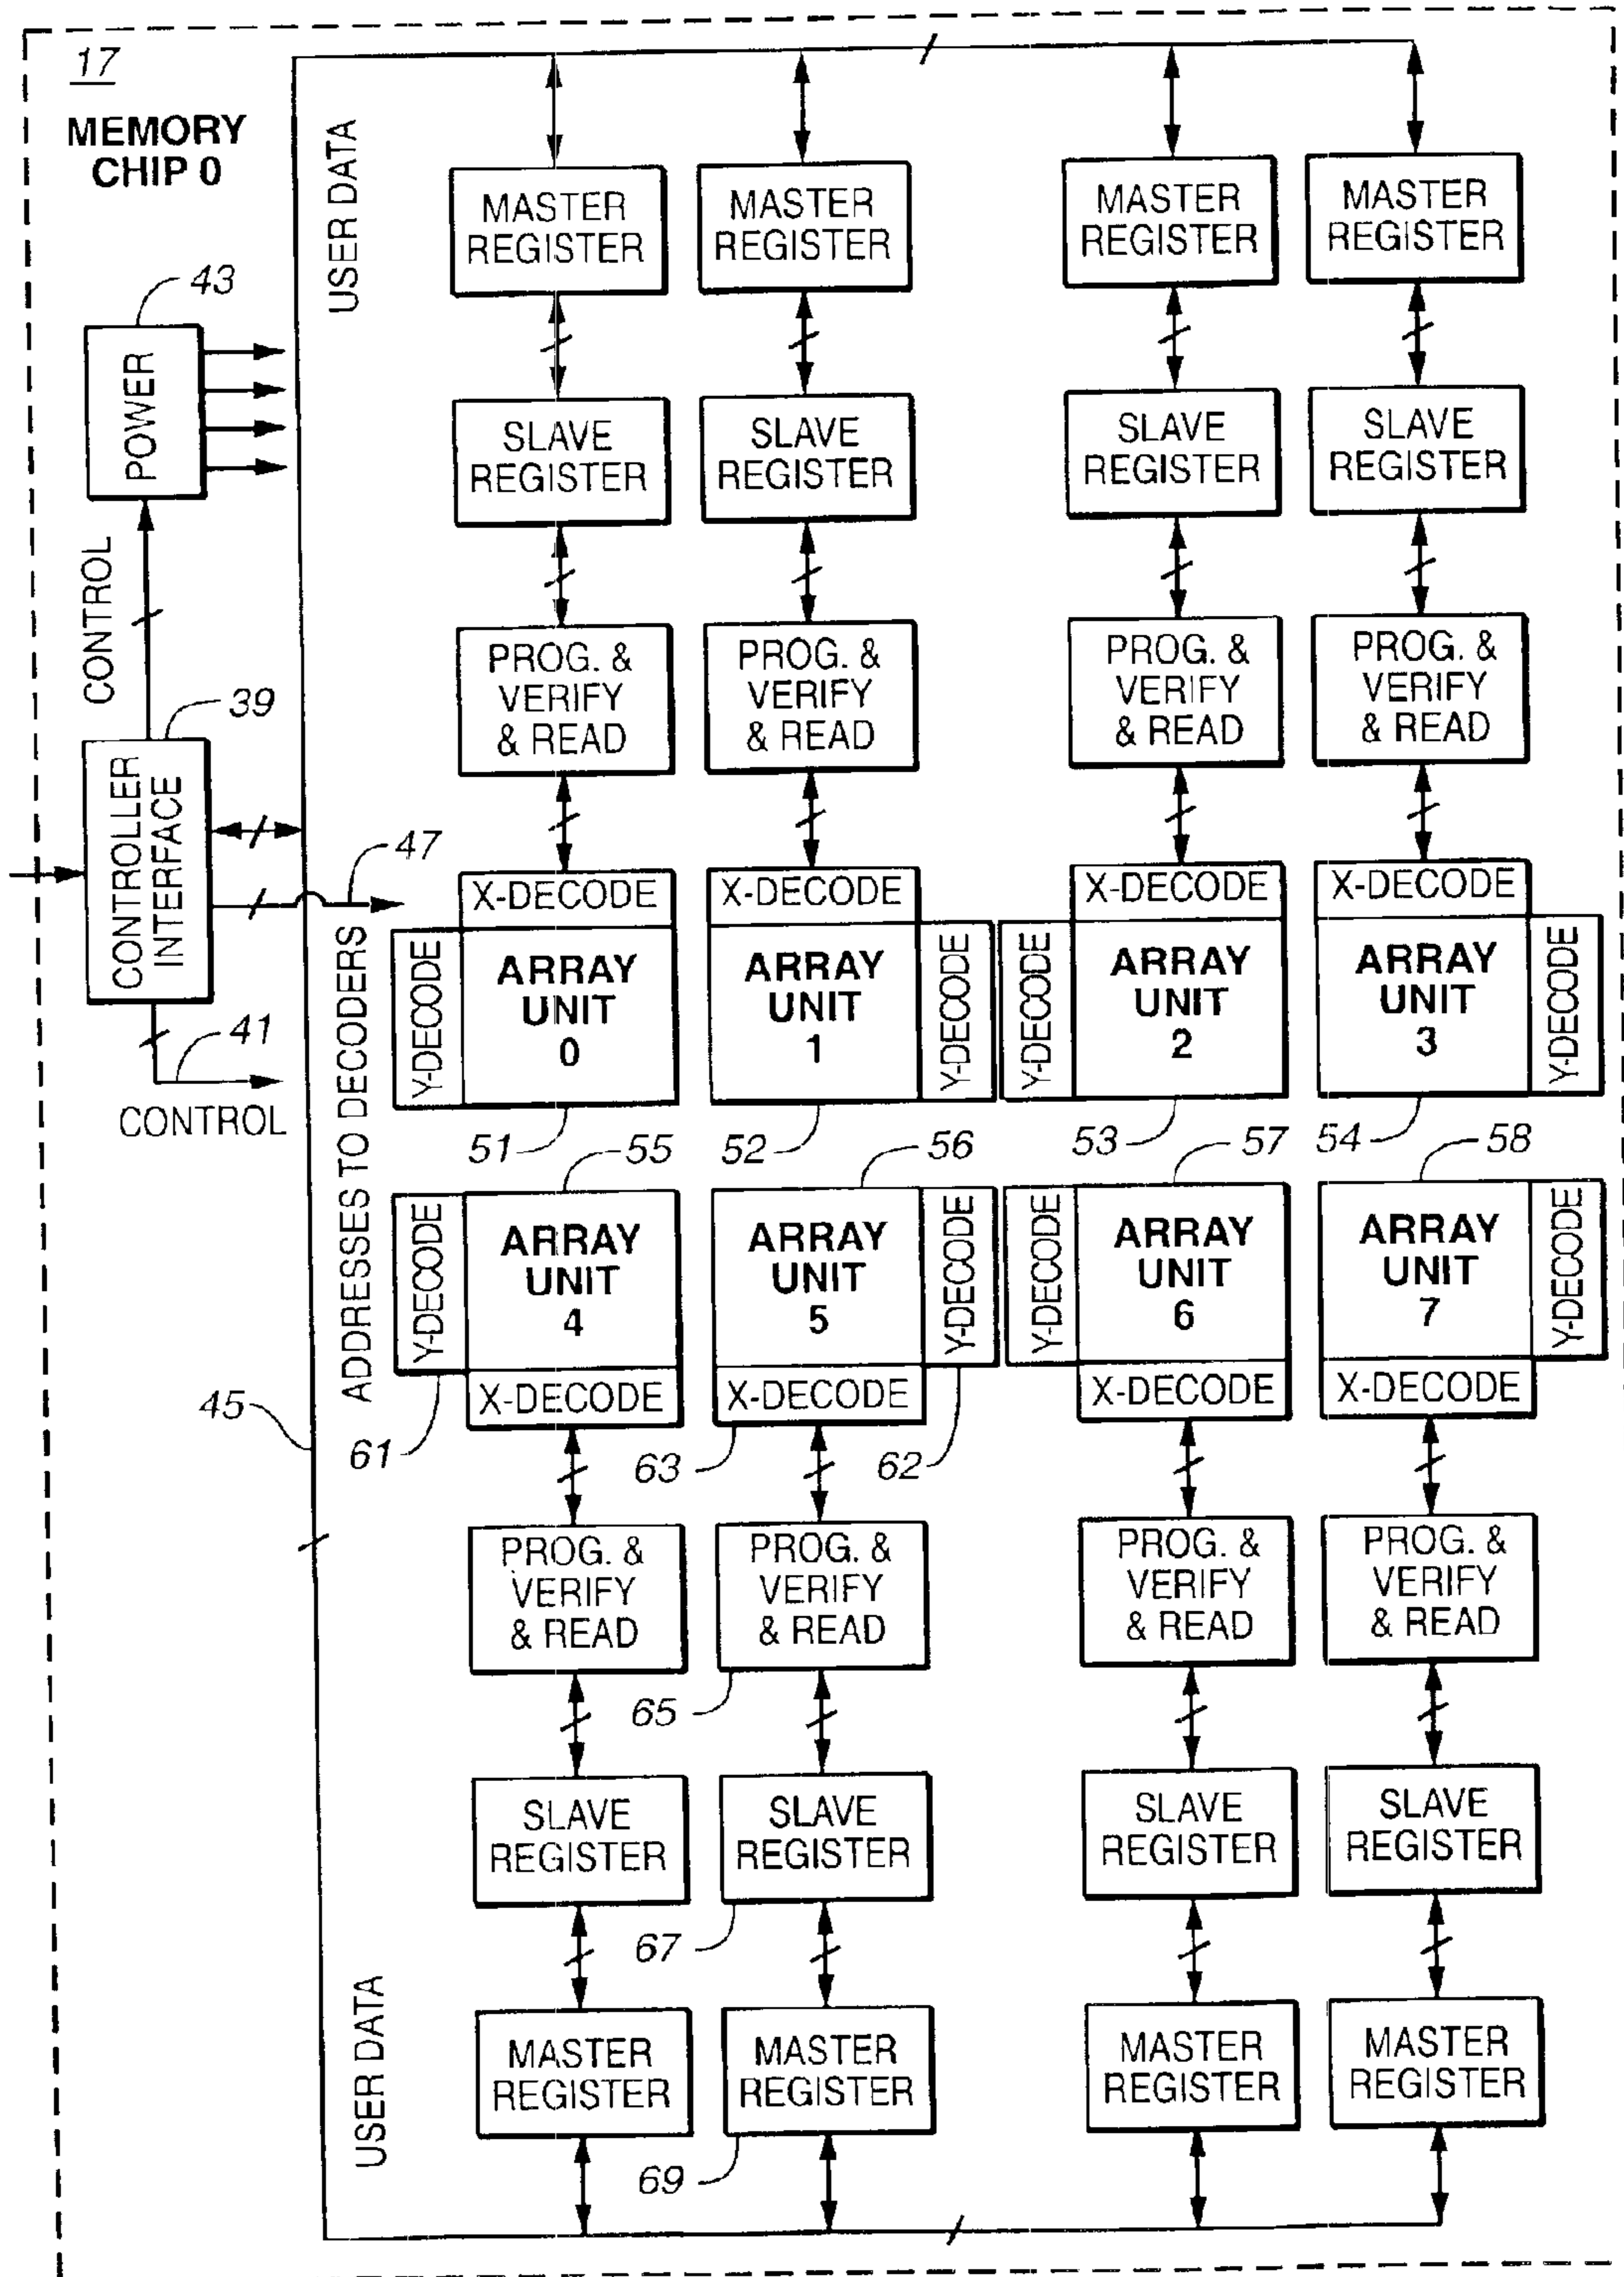 17
MEMORY
CHIP 0
USER DATA
MASTER
REGISTER
MASTER
REGISTER
MASTER
REGISTER
MASTER
REGISTER
43
POWER
SLAVE
REGISTER
SLAVE
REGISTER
SLAVE
REGISTER
SLAVE
REGISTER
CONTROL
PROG. &
VERIFY
& READ
PROG. &
VERIFY
& READ
PROG. &
VERIFY
& READ
PROG. &
VERIFY
& READ
39
CONTROLLER
INTERFACE
47
41
CONTROL
ADDRESSES TO DECODERS
X-DECODE
X-DECODE
X-DECODE
X-DECODE
Y-DECODE
ARRAY
UNIT
0
ARRAY
UNIT
1
Y-DECODE
Y-DECODE
ARRAY
UNIT
2
ARRAY
UNIT
3
Y-DECODE
51
55
52
56
53
57
54
58
Y-DECODE
ARRAY
UNIT
4
ARRAY
UNIT
5
Y-DECODE
Y-DECODE
ARRAY
UNIT
6
ARRAY
UNIT
7
Y-DECODE
X-DECODE
X-DECODE
X-DECODE
X-DECODE
45
61
63
62
PROG. &
VERIFY
& READ
PROG. &
VERIFY
& READ
PROG. &
VERIFY
& READ
PROG. &
VERIFY
& READ
65
SLAVE
REGISTER
SLAVE
REGISTER
SLAVE
REGISTER
SLAVE
REGISTER
67
USER DATA
MASTER
REGISTER
MASTER
REGISTER
MASTER
REGISTER
MASTER
REGISTER
69